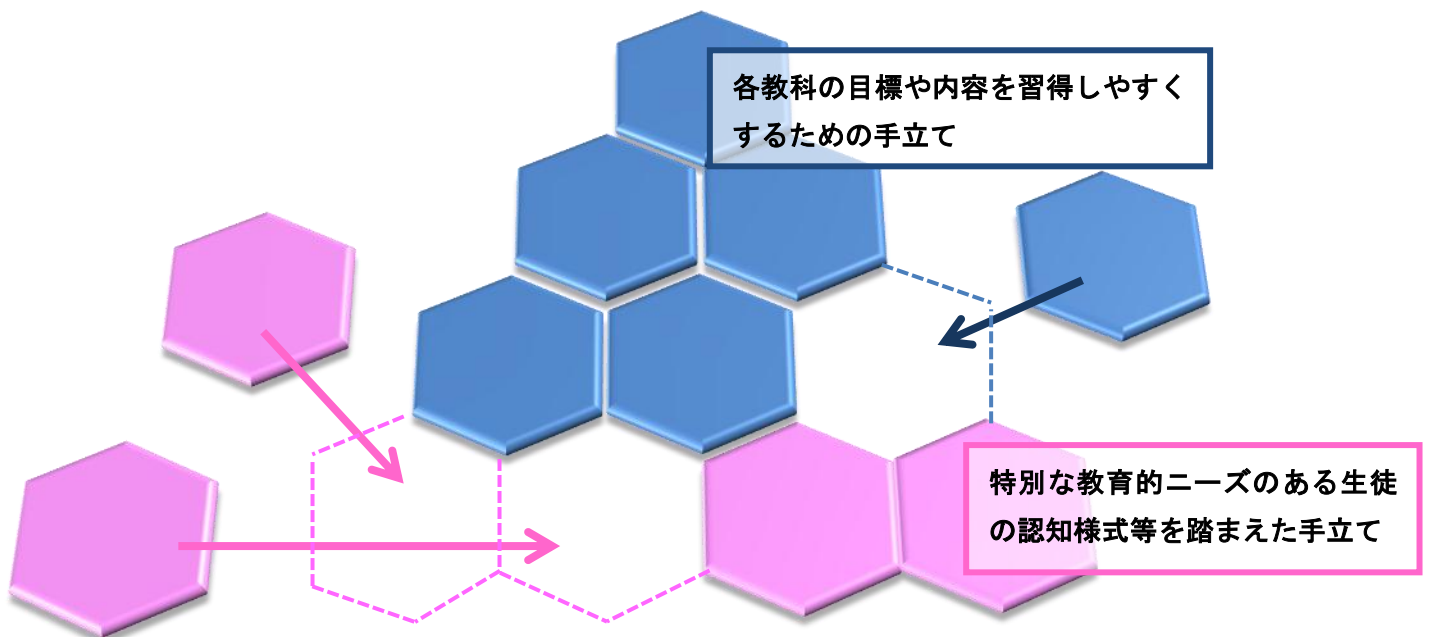 各教科の目標や内容を習得しやすく
するための手立て
特別な教育的ニーズのある生徒
の認知様式等を踏まえた手立て